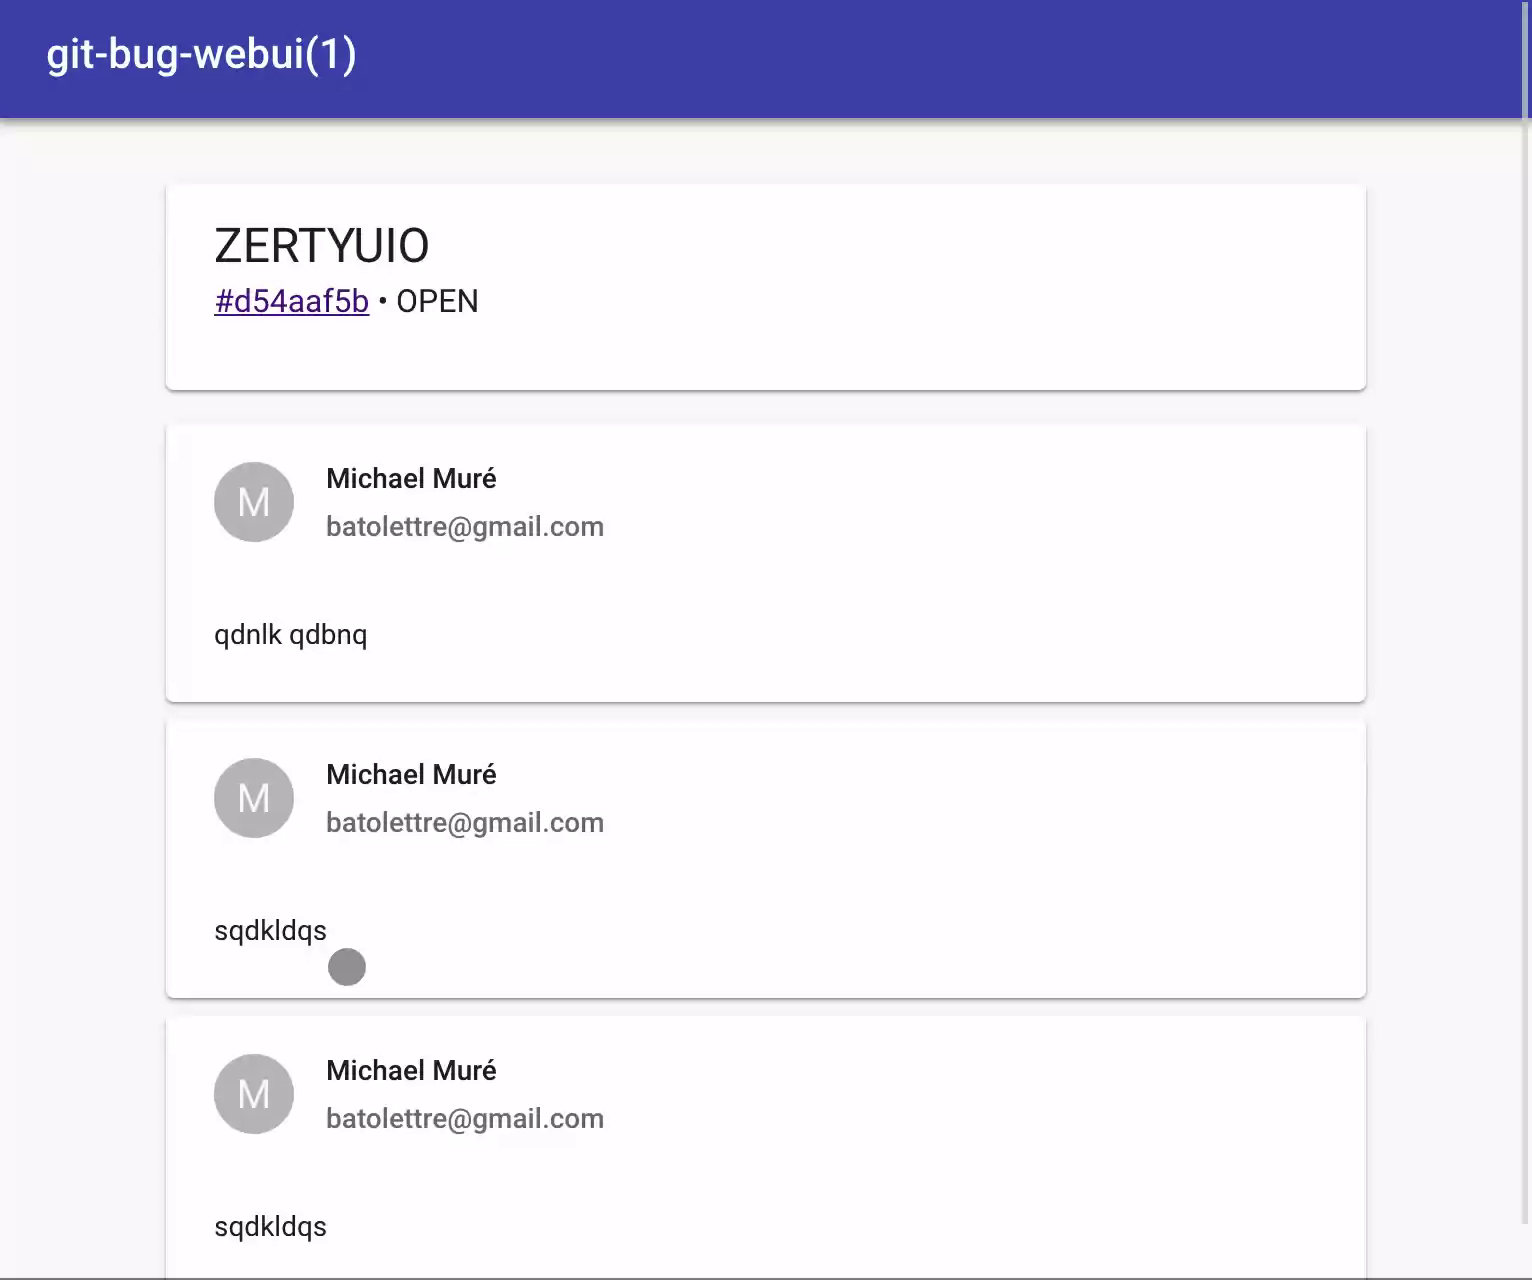 git-bug-webui(1)
ZERTYUIO
#d54aaf5b • OPEN
M
Michael Muré
batolettre@gmail.com
qdnlk qdbnq
M
Michael Muré
batolettre@gmail.com
sqdkldqs
M
Michael Muré
batolettre@gmail.com
sqdkldqs